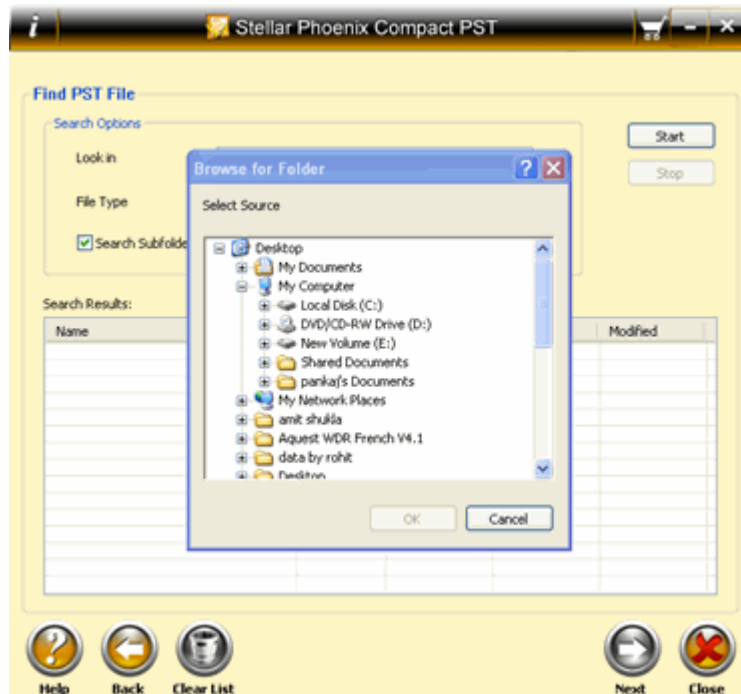 i Stellar Phoenix Compact PST
Find PST File
Search Options
Start
Look in
Stop
File Type
Search Subfolde
Browse for Folder
Select Source
Desktop
My Documents
My Computer
Local Disk (C:)
DVD/CD-RW Drive (D:)
New Volume (E:)
Shared Documents
pankaj's Documents
My Network Places
amit shukla
Aquest WDR French V4.1
data by rohit
Desktop
OK Cancel
Search Results:
Name Modified
Help Back Clear List Next Close